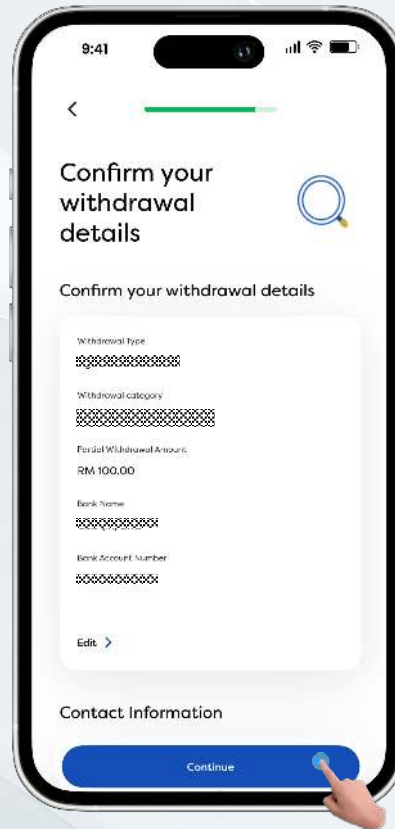 9:41
Confirm your
withdrawal
details
Confirm your withdrawal details
Withdrawal Type
Withdrawal category
Partial Withdrawal Amount
RM 100.00
Bank Name
Bank Account Number
Edit
Contact Information
Continue